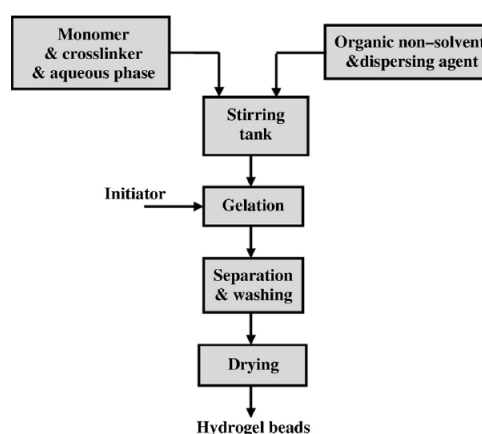 Monomer
& crosslinker
& aqueous phase
Organic non–solvent
&dispersing agent
Stirring
tank
Initiator
Gelation
Separation
& washing
Drying
Hydrogel beads